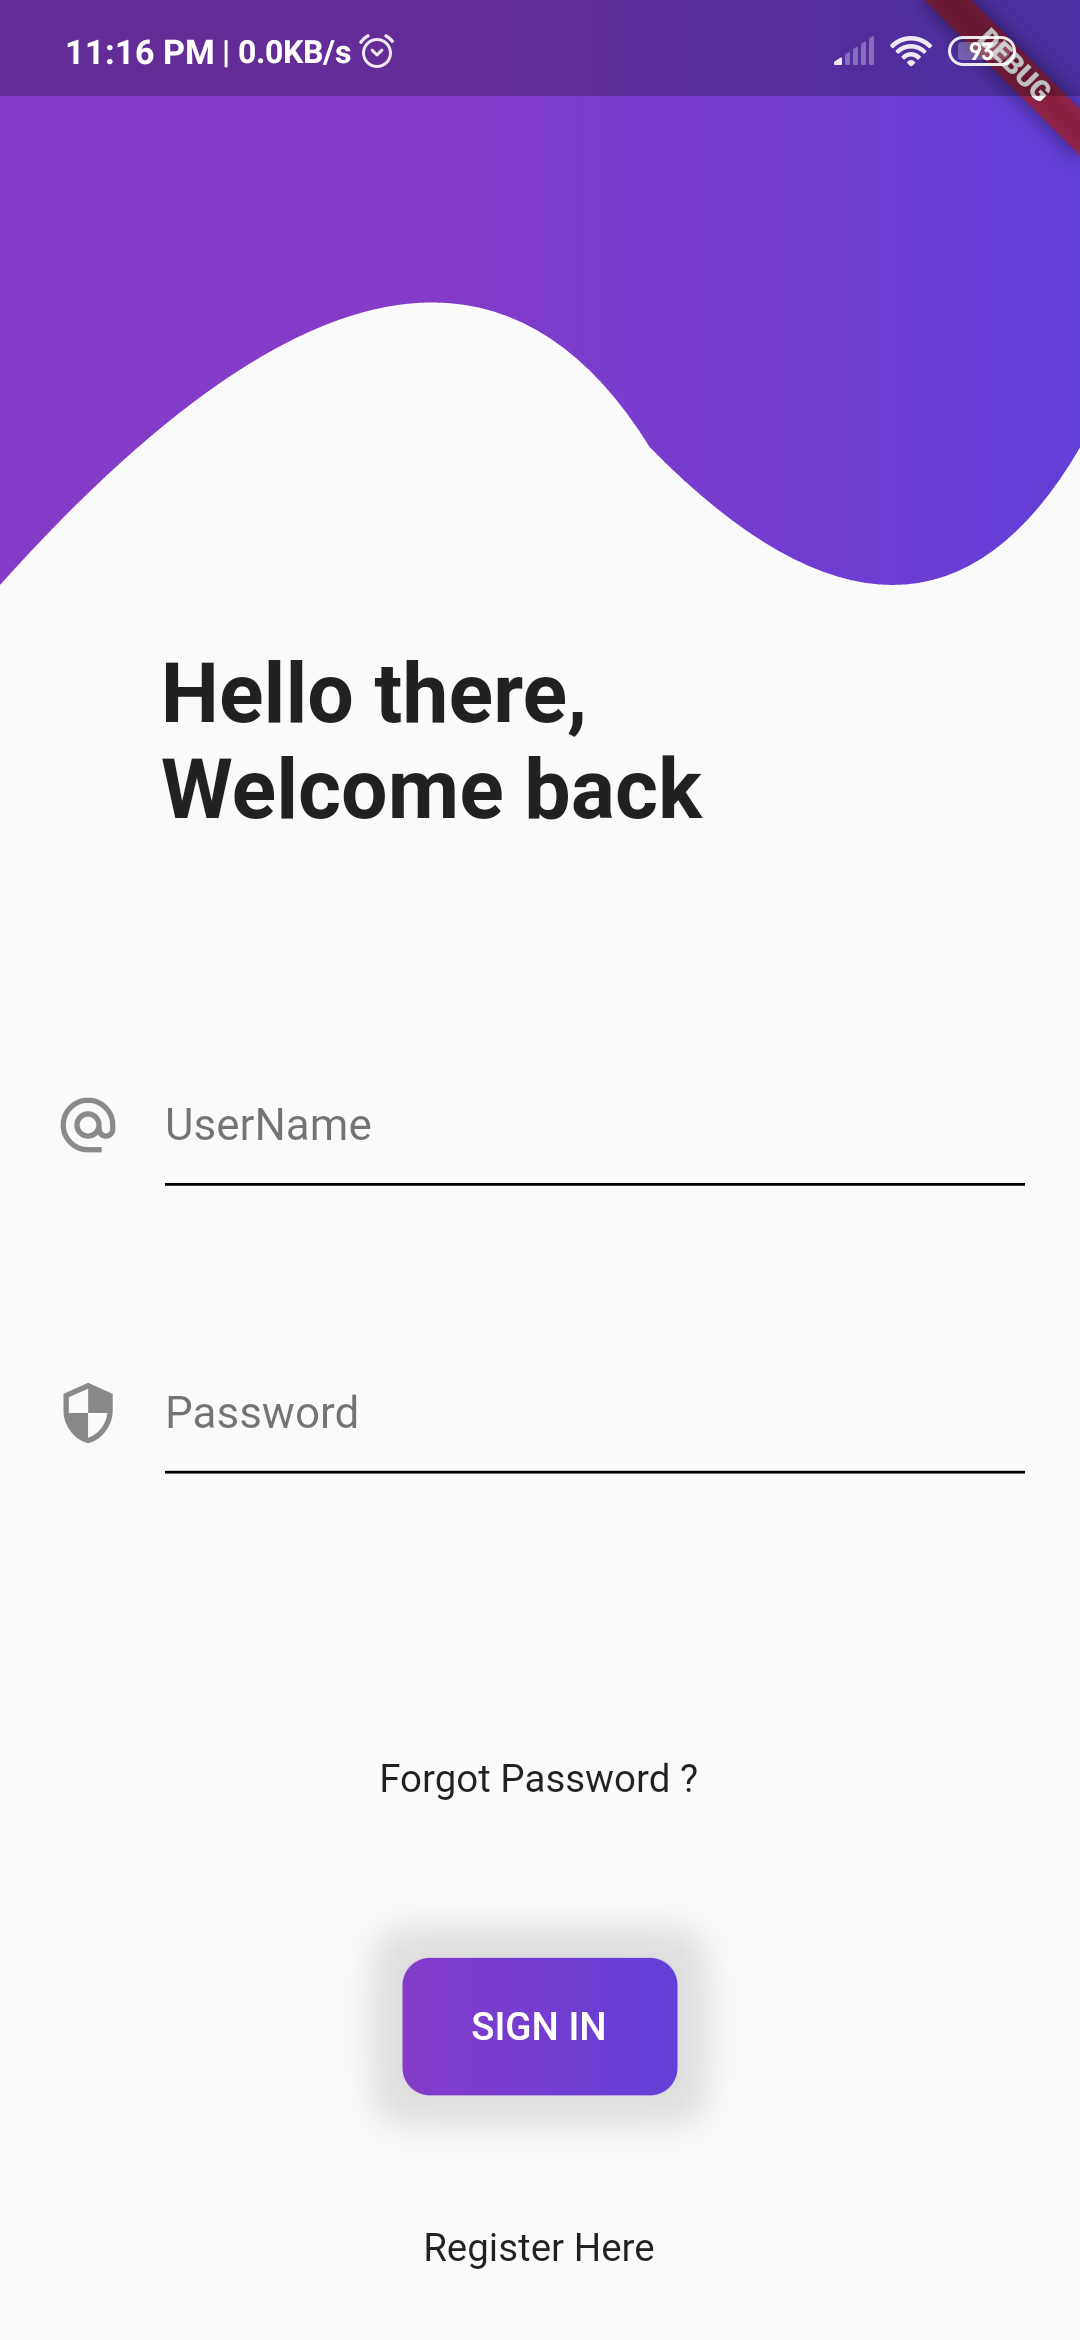 11:16 PM | 0.0KB/s
93
DEBUG
Hello there,
Welcome back
UserName
Password
Forgot Password ?
SIGN IN
Register Here